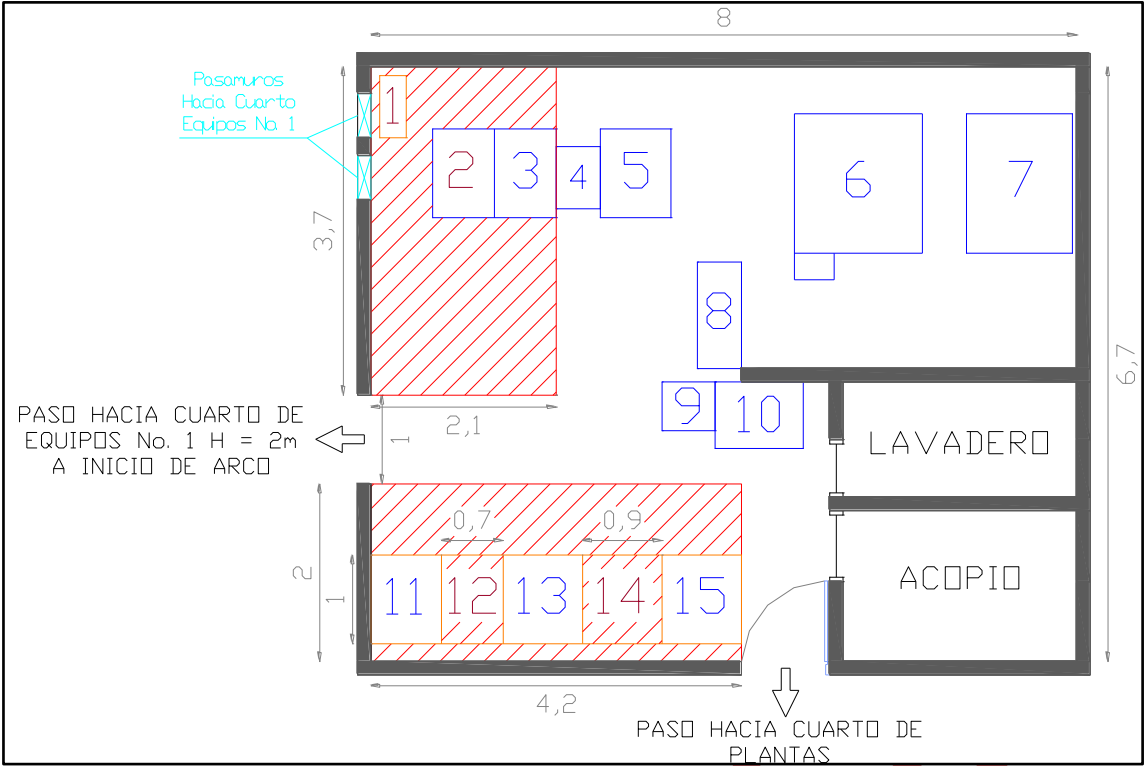 8
Pasamuros
Hacia Cuarto
Equipos No. 1
1
2
3
4
5
6
7
3,7
8
6,7
9
10
2,1
1
PASO HACIA CUARTO DE
EQUIPOS No. 1 H = 2m
A INICIO DE ARCO
LAVADERO
0,7
0,9
2
1
11
12
13
14
15
ACOPIO
4,2
PASO HACIA CUARTO DE
PLANTAS